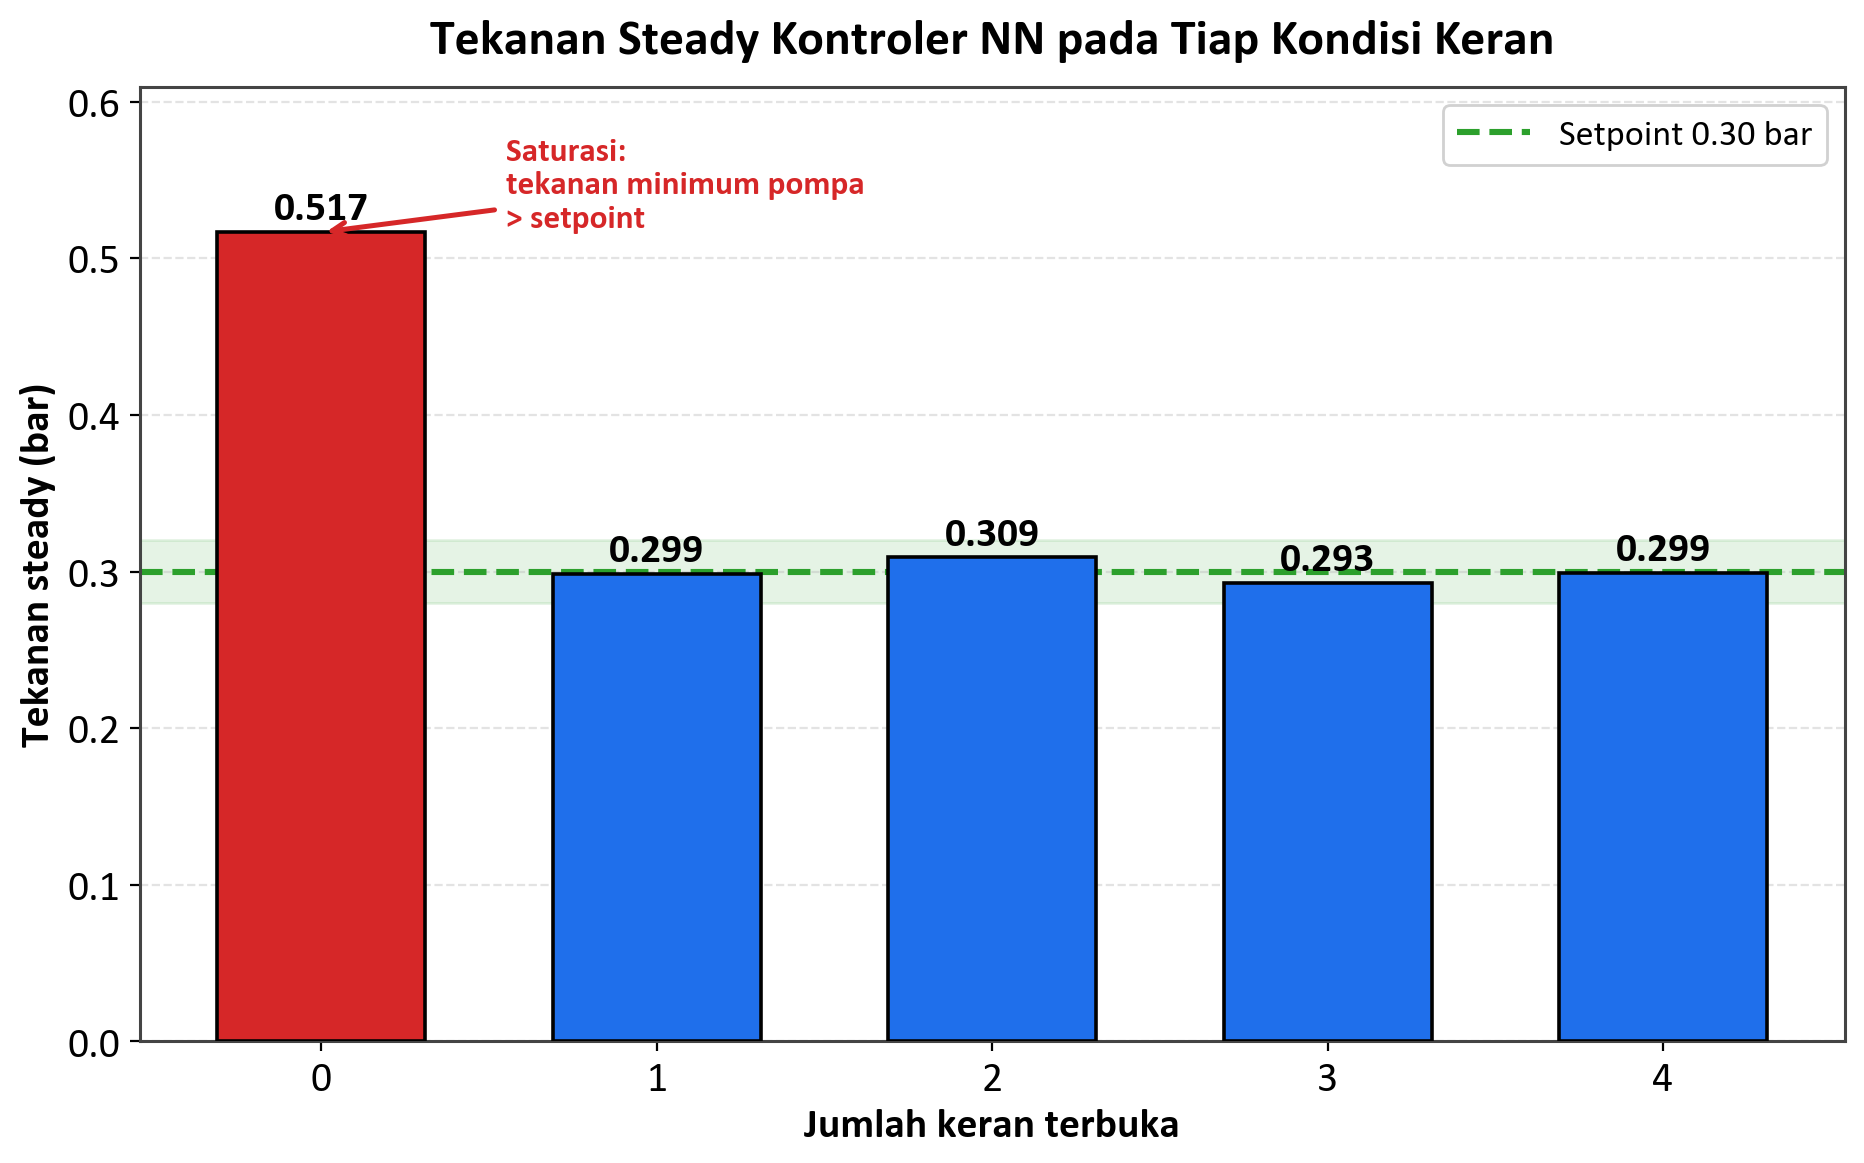 Tekanan Steady Kontroler NN pada Tiap Kondisi Keran
Setpoint 0.30 bar
Saturasi:
tekanan minimum pompa
> setpoint
0.517
0.299
0.309
0.293
0.299
Tekanan steady (bar)
0.6
0.5
0.4
0.3
0.2
0.1
0.0
0
1
2
3
4
Jumlah keran terbuka